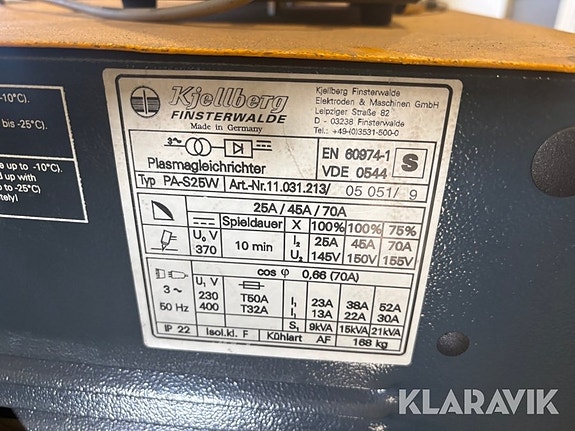 -10°C).
bis -25°C).
e up to -10°C).
up to -25°C)
ately!
Kjellberg
FINSTERWALDE
Made in Germany
Kjellberg Finsterwalde
Elektroden & Maschinen GmbH
Leipziger Straße 82
D - 03238 Finsterwalde
Tel.: +49-(0)3531-500-0
3~
Plasmagleichrichter
EN 60974-1
VDE 0544
S
Typ PA-S25W Art.-Nr.11.031.213/ 05 051/ 9
25A / 45A / 70A
Spieldauer X 100% 100% 75%
U₀ V 370
10 min
I₂ 25A 45A 70A
U₂ 145V 150V 155V
cos φ 0,66 (70A)
3~
50 Hz
U₁ V
230 T50A I₁ 23A 38A 52A
400 T32A I₁ 13A 22A 30A
S₁ 9kVA 15kVA 21kVA
IP 22 Isol.kl. F Kühlart AF 168 kg
KLARAVIK